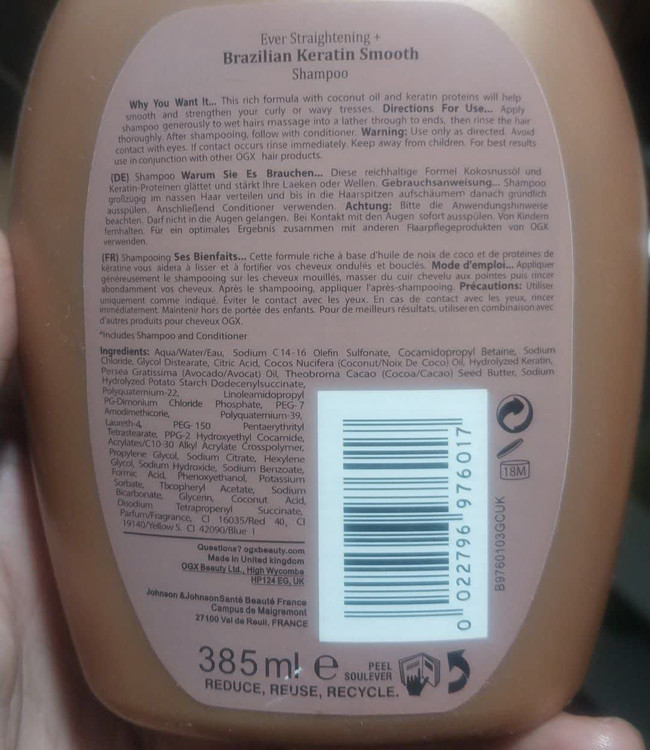 Ever Straightening +
Brazilian Keratin Smooth
Shampoo
Why You Want It... This rich formula with coconut oil and keratin proteins will help
smooth and strengthen your curly or wavy tresses. Directions For Use... Apply
shampoo generously to wet hairs massage into a lather through to ends, then rinse the hair
thoroughly. After shampooing, follow with conditioner. Warning: Use only as directed. Avoid
contact with eyes. If contact occurs rinse immediately. Keep away from children. For best results
use in conjunction with other OGX hair products.
(DE) Shampoo Warum Sie Es Brauchen... Diese reichhaltige Formel Kokosnussöl und
Keratin-Proteinen glättet und stärkt Ihre Laeken oder Wellen. Gebrauchsanweisung... Shampoo
großzügig im nassen Haar verteilen und bis in die Haarspitzen aufschäumem danach gründlich
ausspülen. Anschließend Conditioner verwenden. Achtung: Bitte die Anwendungshinweise
beachten. Darf nicht in die Augen gelangen. Bei Kontakt mit den Augen sofort ausspülen. Von Kindern
fernhalten. Für ein optimales Ergebnis zusammen mit anderen Flaarpflegeprodukten von OGX
verwenden.
(FR) Shampooing Ses Bienfaits... Cette formule riche à base d'huile de noix de coco et de protéines de
kératine vous aidera à lisser et à fortifier vos cheveux ondulés et bouclés. Mode d'emploi... Appliquer
généreusement le shampooing sur les cheveux mouillés, masser du cuir chevelu aux pointes puis rincer
abondamment vos cheveux. Après le shampooing, appliquer l'après-shampooing. Précautions: Utiliser
uniquement comme indiqué. Éviter le contact avec les yeux. En cas de contact avec les yeux, rincer
immédiatement. Maintenir hors de portée des enfants. Pour de meilleurs résultats, utiliser en combinaison avec
d'autres produits pour cheveux OGX.
*Includes Shampoo and Conditioner
Ingredients: Aqua/Water/Eau, Sodium C14-16 Olefin Sulfonate, Cocamidopropyl Betaine, Sodium
Chloride, Glycol Distearate, Citric Acid, Cocos Nucifera (Coconut/Noix De Coco) Oil, Hydrolyzed Keratin,
Persea Gratissima (Avocado/Avocat) Oil, Theobroma Cacao (Cocoa/Cacao) Seed Butter, Sodium
Hydrolyzed Potato Starch Dodecenylsuccinate,
Polyquaternium-22, Linoleamidopropyl
PG-Dimonium Chloride Phosphate, PEG-7
Amodimethicone, Polyquaternium-39,
Laureth-4, PEG-150 Pentaerythrityl
Tetrastearate, PPG-2 Hydroxyethyl Cocamide,
Acrylates/C10-30 Alkyl Acrylate Crosspolymer,
Propylene Glycol, Sodium Citrate, Hexylene
Glycol, Sodium Hydroxide, Sodium Benzoate,
Formic Acid, Phenoxyethanol, Potassium
Sorbate, Tocopheryl Acetate, Sodium
Bicarbonate, Glycerin, Coconut Acid,
Disodium Tetrapropenyl Succinate,
Parfum/Fragrance, CI 16035/Red 40, CI
19140/Yellow 5, CI 42090/Blue 1
Questions? ogxbeauty.com
Made in United kingdom
OGX Beauty Ltd., High Wycombe
HP124 EG, UK
Johnson &JohnsonSanté Beauté France
Campus de Maigremont
27100 Val de Reuil, FRANCE
0 022796 976017
18M
B9760103GCUK
385ml e
PEEL
SOULEVER
REDUCE, REUSE, RECYCLE.